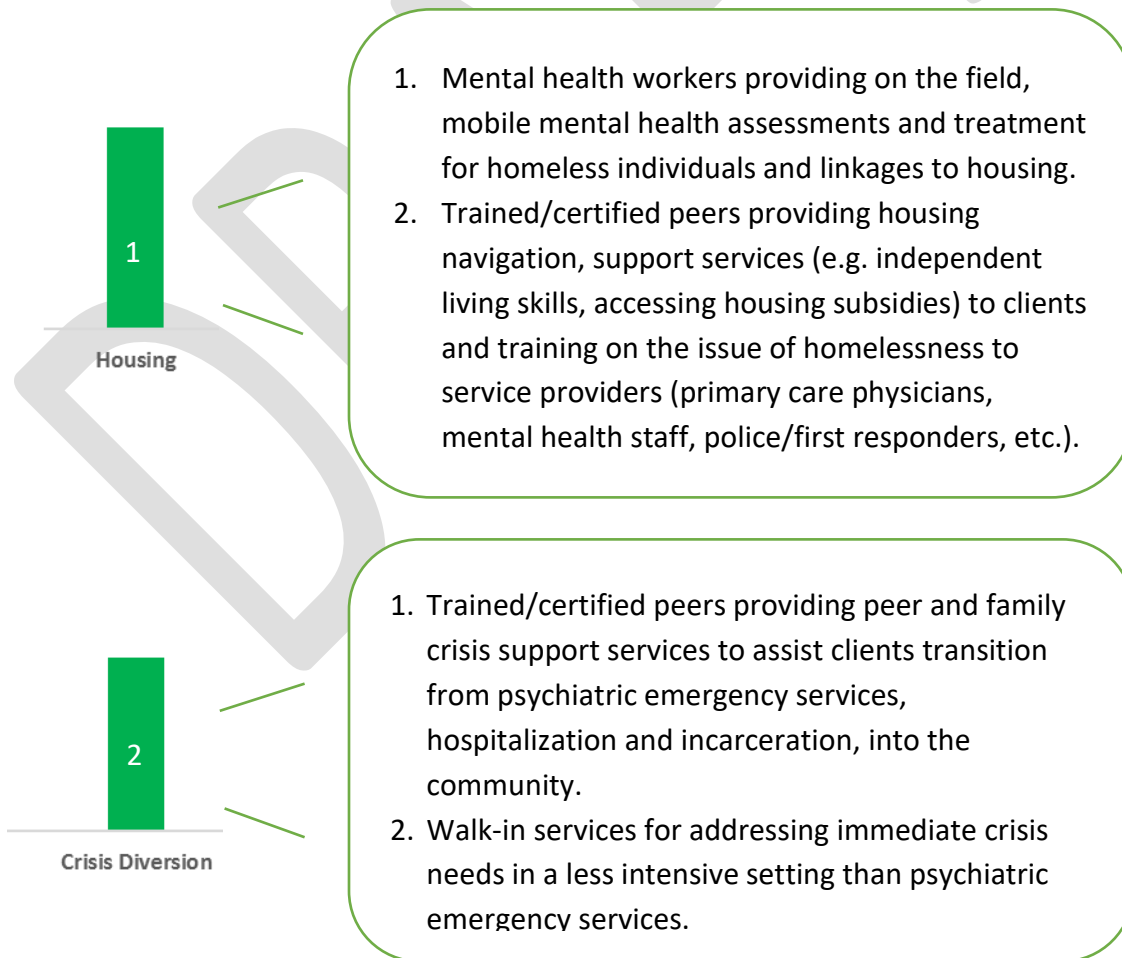 1. Mental health workers providing on the field,
mobile mental health assessments and treatment
for homeless individuals and linkages to housing.
2. Trained/certified peers providing housing
navigation, support services (e.g. independent
living skills, accessing housing subsidies) to clients
and training on the issue of homelessness to
service providers (primary care physicians,
mental health staff, police/first responders, etc.).
1
Housing
1. Trained/certified peers providing peer and family
crisis support services to assist clients transition
from psychiatric emergency services,
hospitalization and incarceration, into the
community.
2. Walk-in services for addressing immediate crisis
needs in a less intensive setting than psychiatric
emergency services.
2
Crisis Diversion